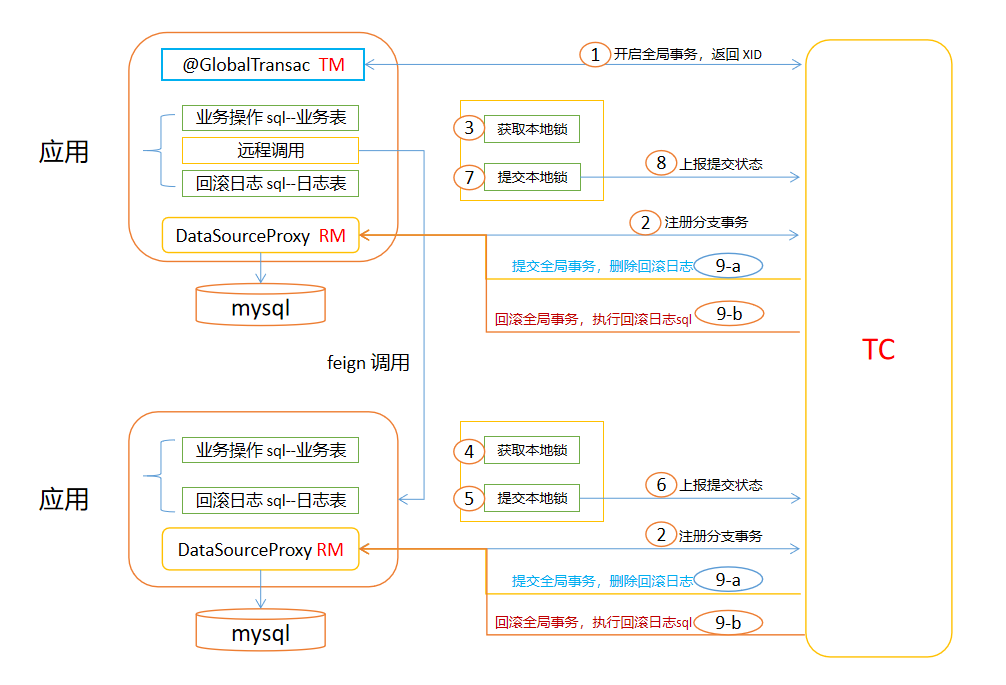 1 开启全局事务，返回 XID
@GlobalTransac TM
应用
业务操作 sql--业务表
远程调用
回滚日志 sql--日志表
3 获取本地锁
7 提交本地锁
8 上报提交状态
DataSourceProxy RM
2 注册分支事务
提交全局事务，删除回滚日志 9-a
回滚全局事务，执行回滚日志sql 9-b
mysql
TC
feign 调用
应用
业务操作 sql--业务表
回滚日志 sql--日志表
4 获取本地锁
5 提交本地锁
6 上报提交状态
DataSourceProxy RM
2 注册分支事务
提交全局事务，删除回滚日志 9-a
回滚全局事务，执行回滚日志sql 9-b
mysql